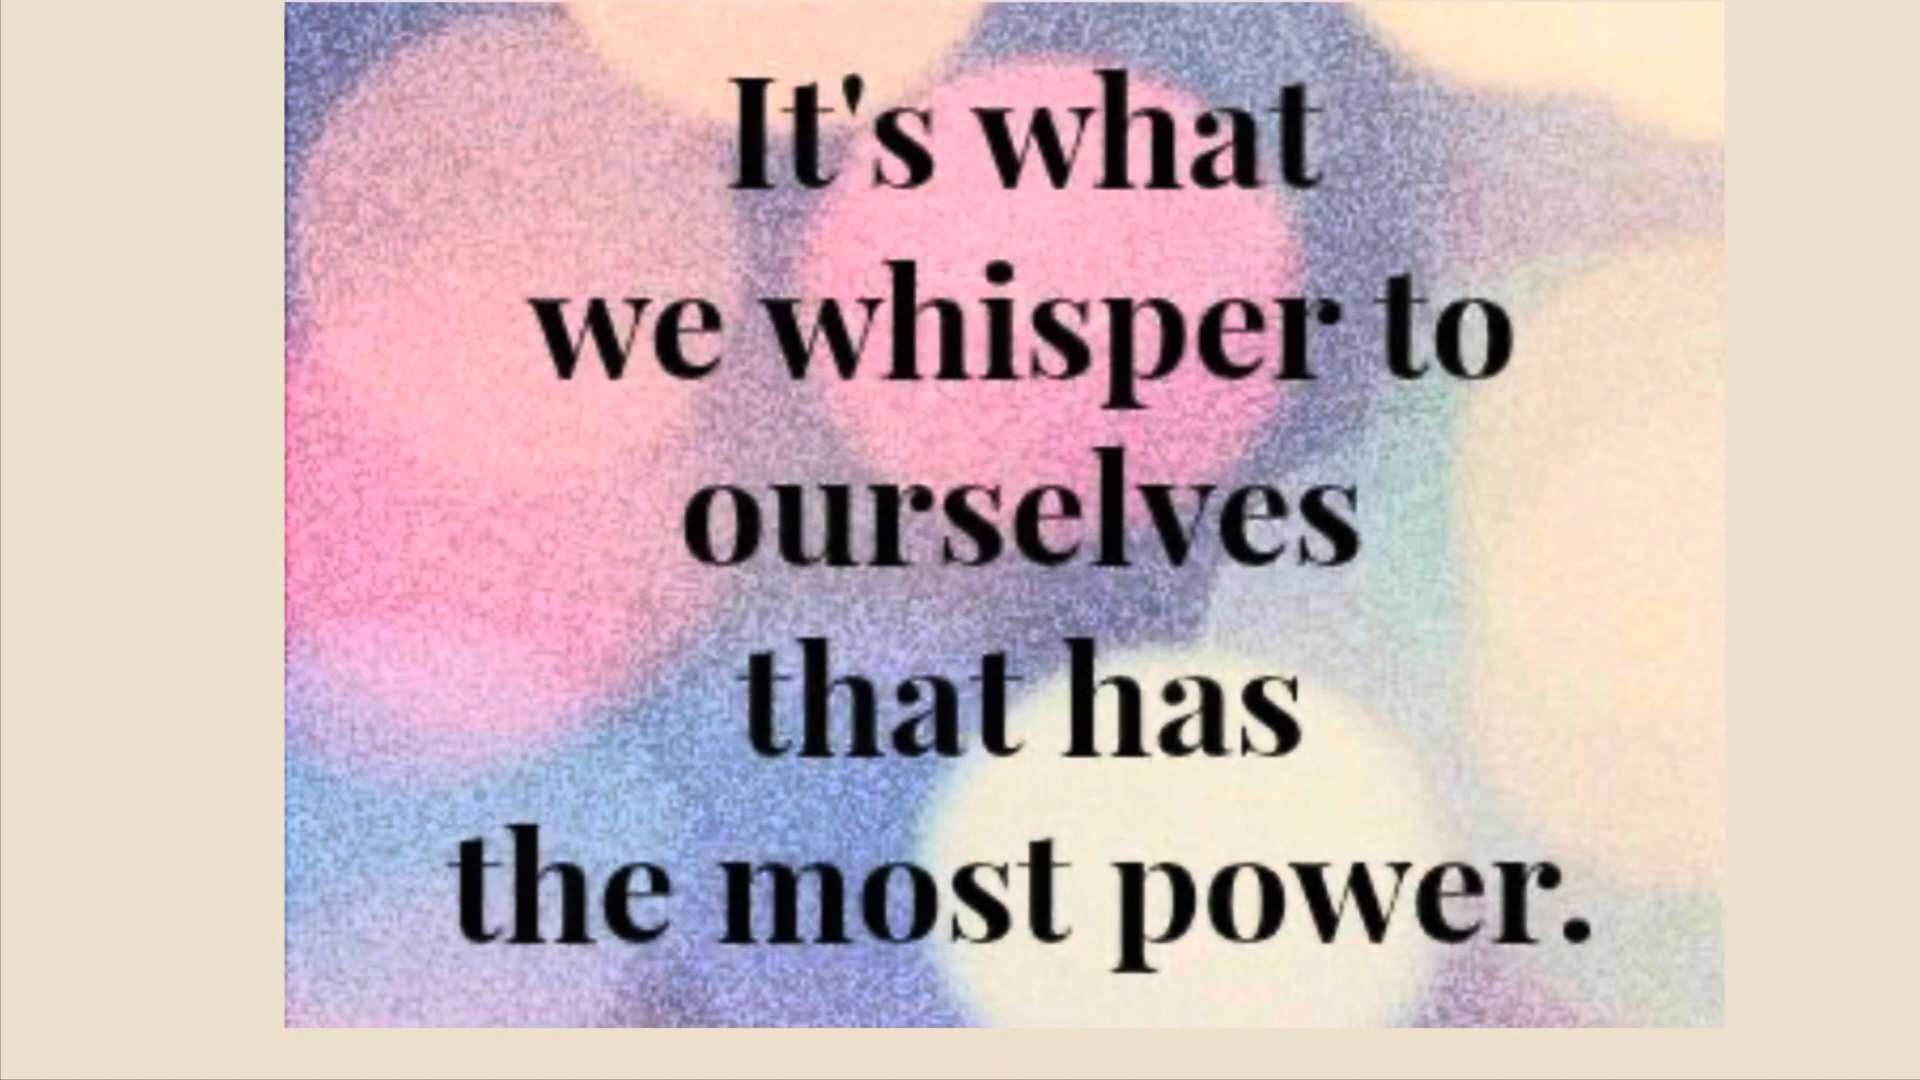 It's what
we whisper to
ourselves
that has
the most power.